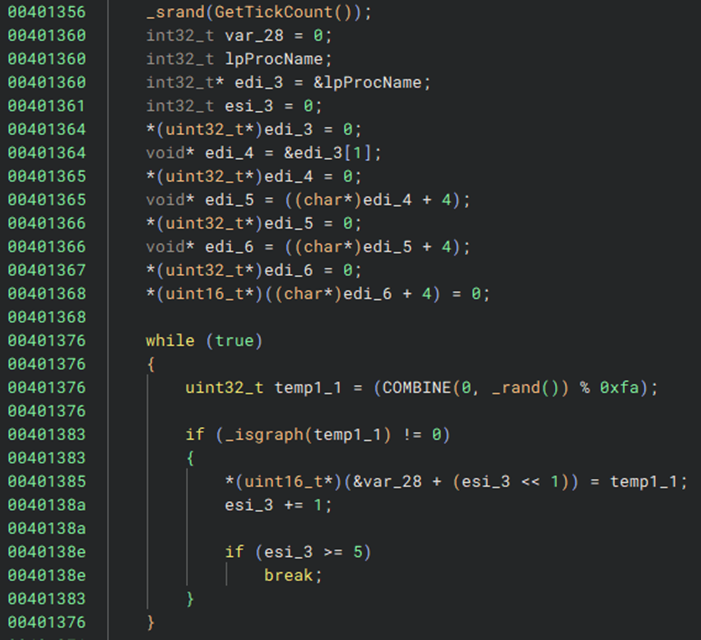 00401356 _srand(GetTickCount());
00401360 int32_t var_28 = 0;
00401360 int32_t lpProcName;
00401360 int32_t* edi_3 = &lpProcName;
00401361 int32_t esi_3 = 0;
00401364 *(uint32_t*)edi_3 = 0;
00401364 void* edi_4 = &edi_3[1];
00401365 *(uint32_t*)edi_4 = 0;
00401365 void* edi_5 = ((char*)edi_4 + 4);
00401366 *(uint32_t*)edi_5 = 0;
00401366 void* edi_6 = ((char*)edi_5 + 4);
00401367 *(uint32_t*)edi_6 = 0;
00401368 *(uint16_t*)((char*)edi_6 + 4) = 0;
00401368
00401376 while (true)
00401376 {
00401376 uint32_t temp1_1 = (COMBINE(0, _rand()) % 0xfa);
00401376
00401383 if (_isgraph(temp1_1) != 0)
00401383 {
00401385 *(uint16_t*)(&var_28 + (esi_3 << 1)) = temp1_1;
0040138a esi_3 += 1;
0040138a
0040138e if (esi_3 >= 5)
0040138e break;
00401383 }
00401376 }